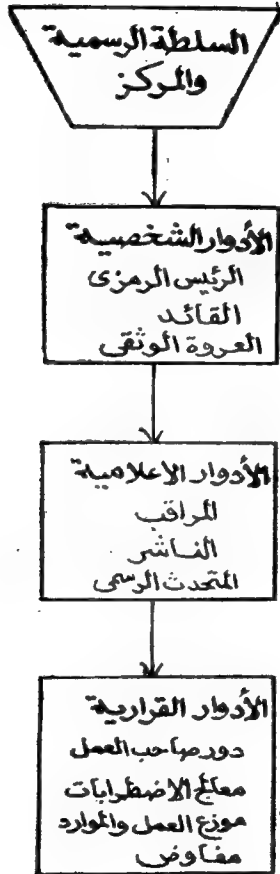 السلطة الرسمية
والمركز
الأدوار الشخصية
الرئيس الرمزى
القائد
العروة الوثقى
الأدوار الاعلامية
المراقب
الناشر
المتحدث الرسمى
الأدوار القرارية
دور صاحب العمل
معالج الاضطرابات
موزع العمل والموارد
مفاوض